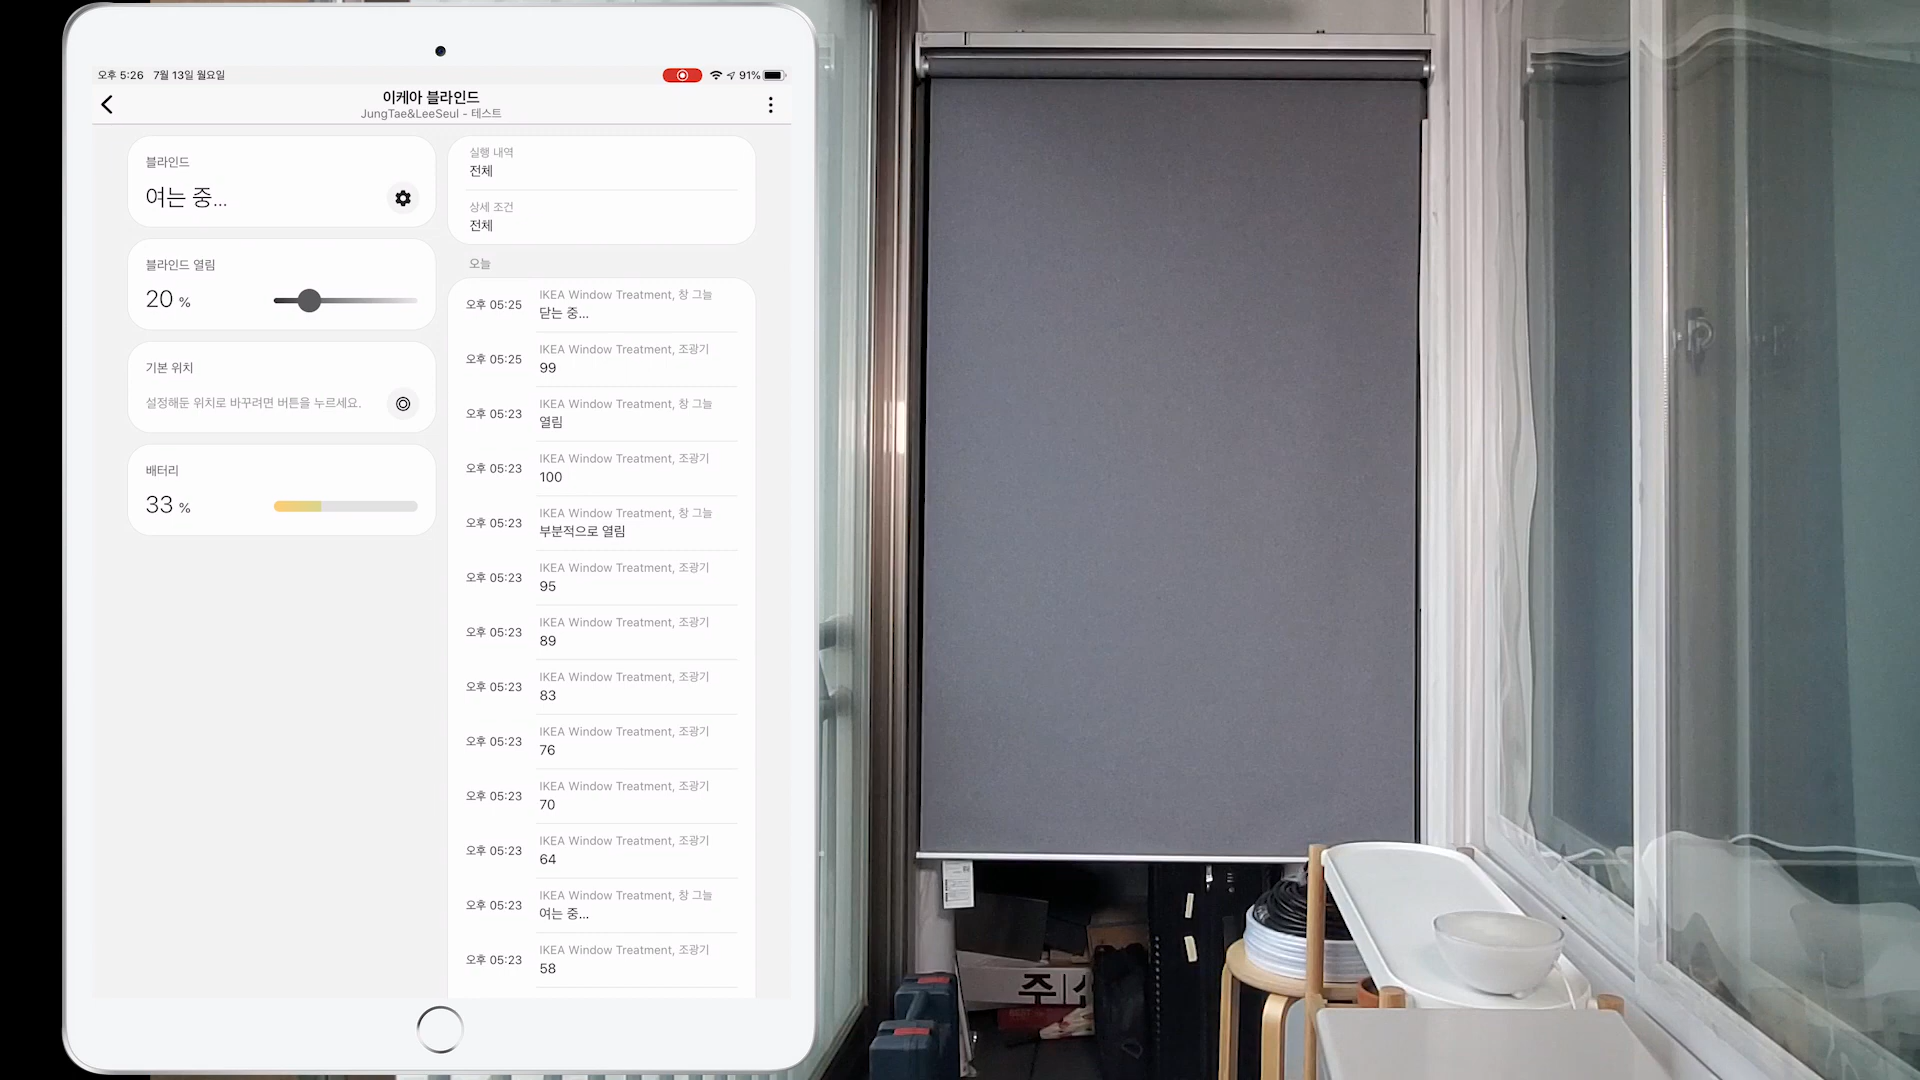 오후 5:26 7월 13일 월요일
91%
이케아 블라인드
JungTae&LeeSeul - 테스트
블라인드
여는 중...
블라인드 열림
20 %
기본 위치
설정해둔 위치로 바꾸려면 버튼을 누르세요.
배터리
33 %
실행 내역
전체
상세 조건
전체
오늘
오후 05:25
IKEA Window Treatment, 창 그늘
닫는 중...
오후 05:25
IKEA Window Treatment, 조광기
99
오후 05:23
IKEA Window Treatment, 창 그늘
열림
오후 05:23
IKEA Window Treatment, 조광기
100
오후 05:23
IKEA Window Treatment, 창 그늘
부분적으로 열림
오후 05:23
IKEA Window Treatment, 조광기
95
오후 05:23
IKEA Window Treatment, 조광기
89
오후 05:23
IKEA Window Treatment, 조광기
83
오후 05:23
IKEA Window Treatment, 조광기
76
오후 05:23
IKEA Window Treatment, 조광기
70
오후 05:23
IKEA Window Treatment, 조광기
64
오후 05:23
IKEA Window Treatment, 창 그늘
여는 중...
오후 05:23
IKEA Window Treatment, 조광기
58